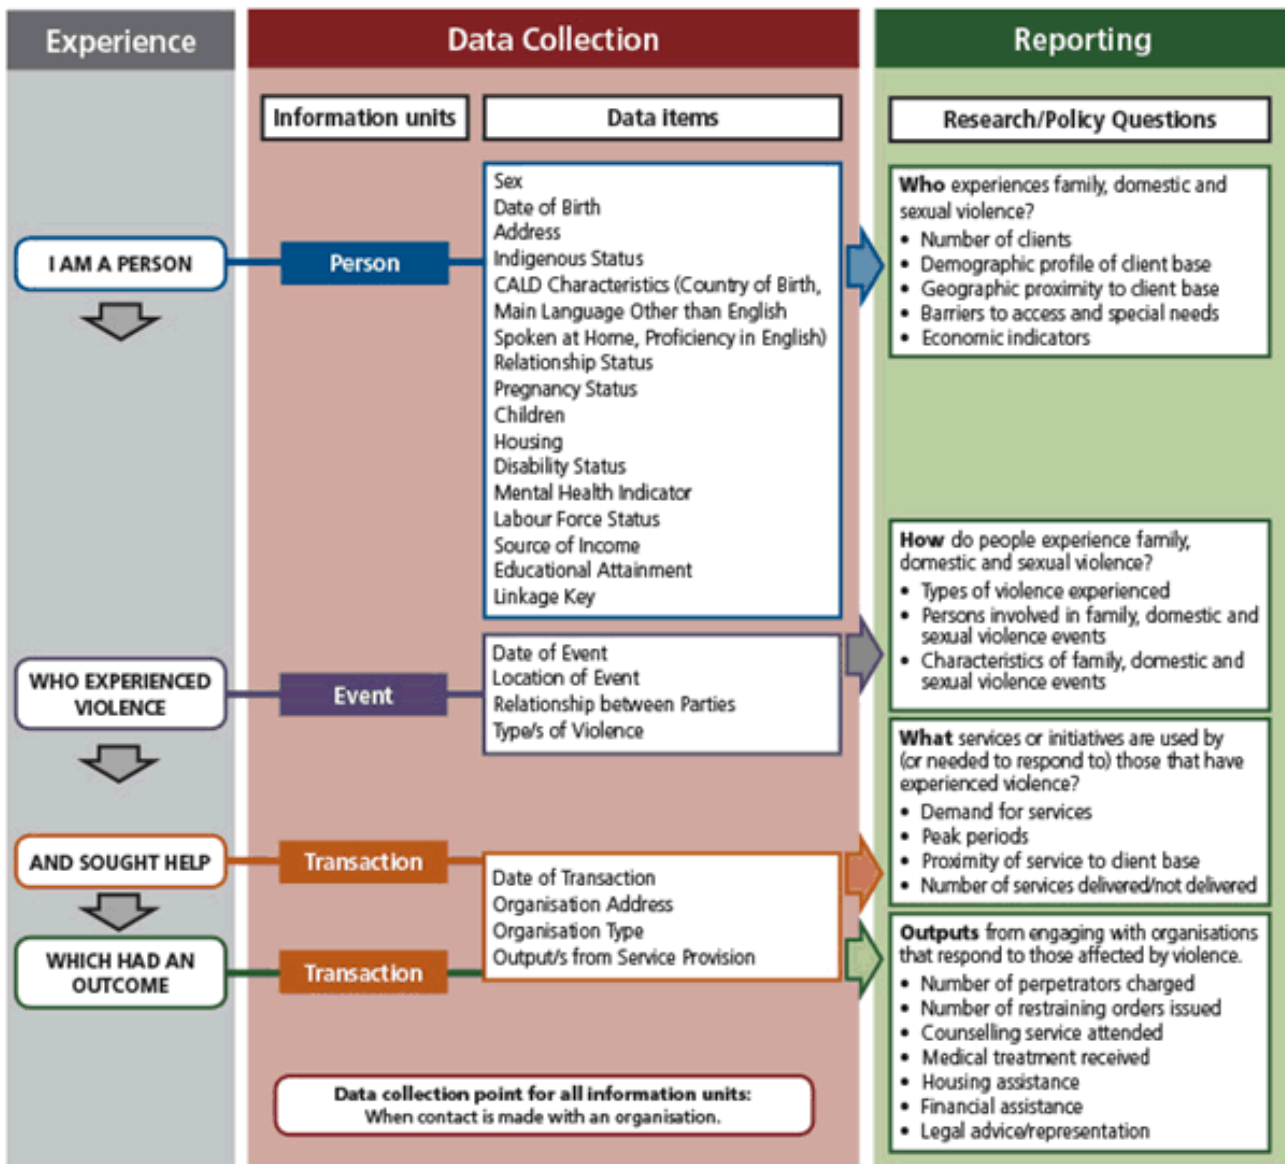 Experience
Data Collection
Reporting
Information units
Data items
Research/Policy Questions
I AM A PERSON
Person
Sex
Date of Birth
Address
Indigenous Status
CALD Characteristics (Country of Birth,
Main Language Other than English
Spoken at Home, Proficiency in English)
Relationship Status
Pregnancy Status
Children
Housing
Disability Status
Mental Health Indicator
Labour Force Status
Source of Income
Educational Attainment
Linkage Key
Who experiences family, domestic and
sexual violence?
• Number of clients
• Demographic profile of client base
• Geographic proximity to client base
• Barriers to access and special needs
• Economic indicators
WHO EXPERIENCED
VIOLENCE
Event
Date of Event
Location of Event
Relationship between Parties
Type/s of Violence
How do people experience family,
domestic and sexual violence?
• Types of violence experienced
• Persons involved in family, domestic and
sexual violence events
• Characteristics of family, domestic and
sexual violence events
AND SOUGHT HELP
Transaction
WHICH HAD AN
OUTCOME
Transaction
Date of Transaction
Organisation Address
Organisation Type
Output/s from Service Provision
What services or initiatives are used by
(or needed to respond to) those that have
experienced violence?
• Demand for services
• Peak periods
• Proximity of service to client base
• Number of services delivered/not delivered
Outputs from engaging with organisations
that respond to those affected by violence.
• Number of perpetrators charged
• Number of restraining orders issued
• Counselling service attended
• Medical treatment received
• Housing assistance
• Financial assistance
• Legal advice/representation
Data collection point for all information units:
When contact is made with an organisation.